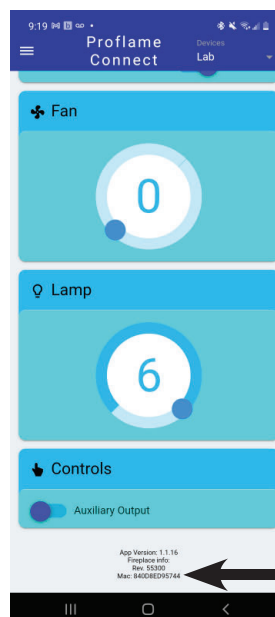 9:19
Proflame
Connect
Devices
Lab
Fan
0
Lamp
6
Controls
Auxiliary Output
App Version: 1.1.16
Fireplace info:
Rev. 55300
Mac: 840D8ED95744